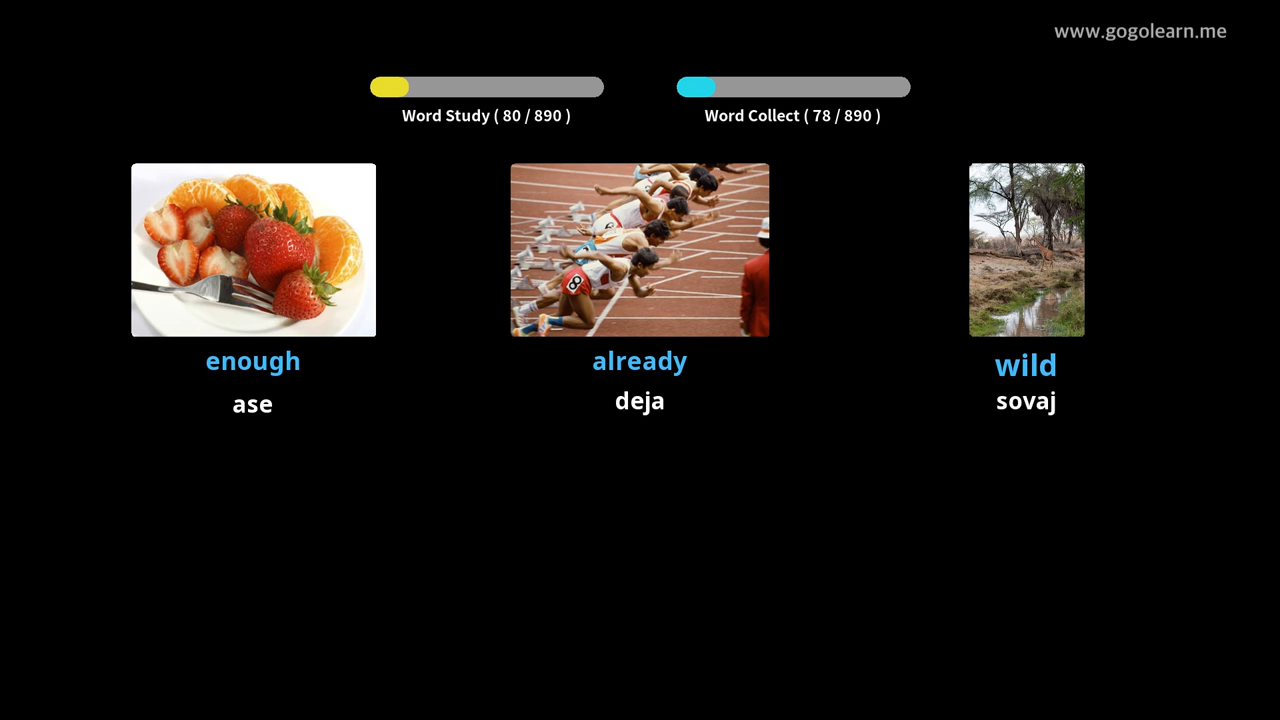 www.gogolearn.me
Word Study ( 80 / 890 )
Word Collect ( 78 / 890 )
enough
ase
already
deja
wild
sovaj